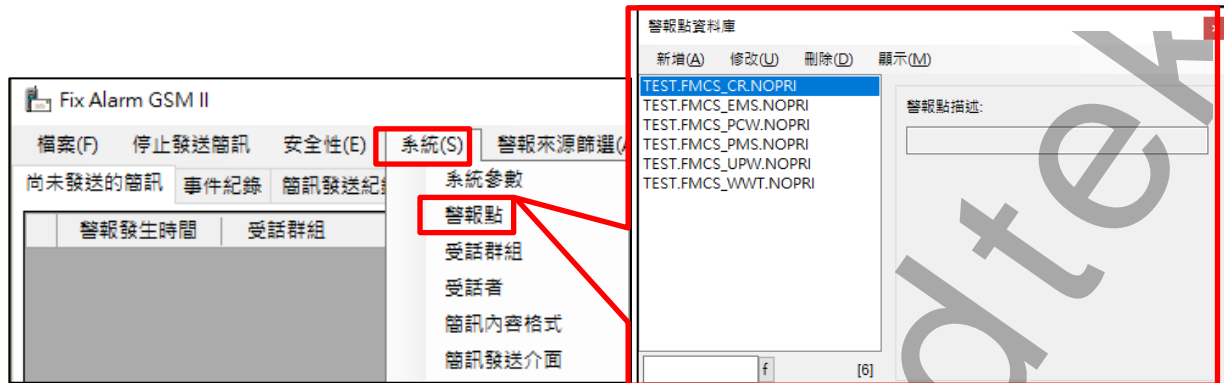 Fix Alarm GSM II
檔案(F) 停止發送簡訊 安全性(E) 系統(S) 警報來源篩選(
尚未發送的簡訊 事件紀錄 簡訊發送紀
警報發生時間 受話群組
系統參數
警報點
受話群組
受話者
簡訊內容格式
簡訊發送介面
警報點資料庫
新增(A) 修改(U) 刪除(D) 顯示(M)
TEST.FMCS_CR.NOPRI
TEST.FMCS_EMS.NOPRI
TEST.FMCS_PCW.NOPRI
TEST.FMCS_PMS.NOPRI
TEST.FMCS_UPW.NOPRI
TEST.FMCS_WWT.NOPRI
警報點描述:
f [6]
dtek